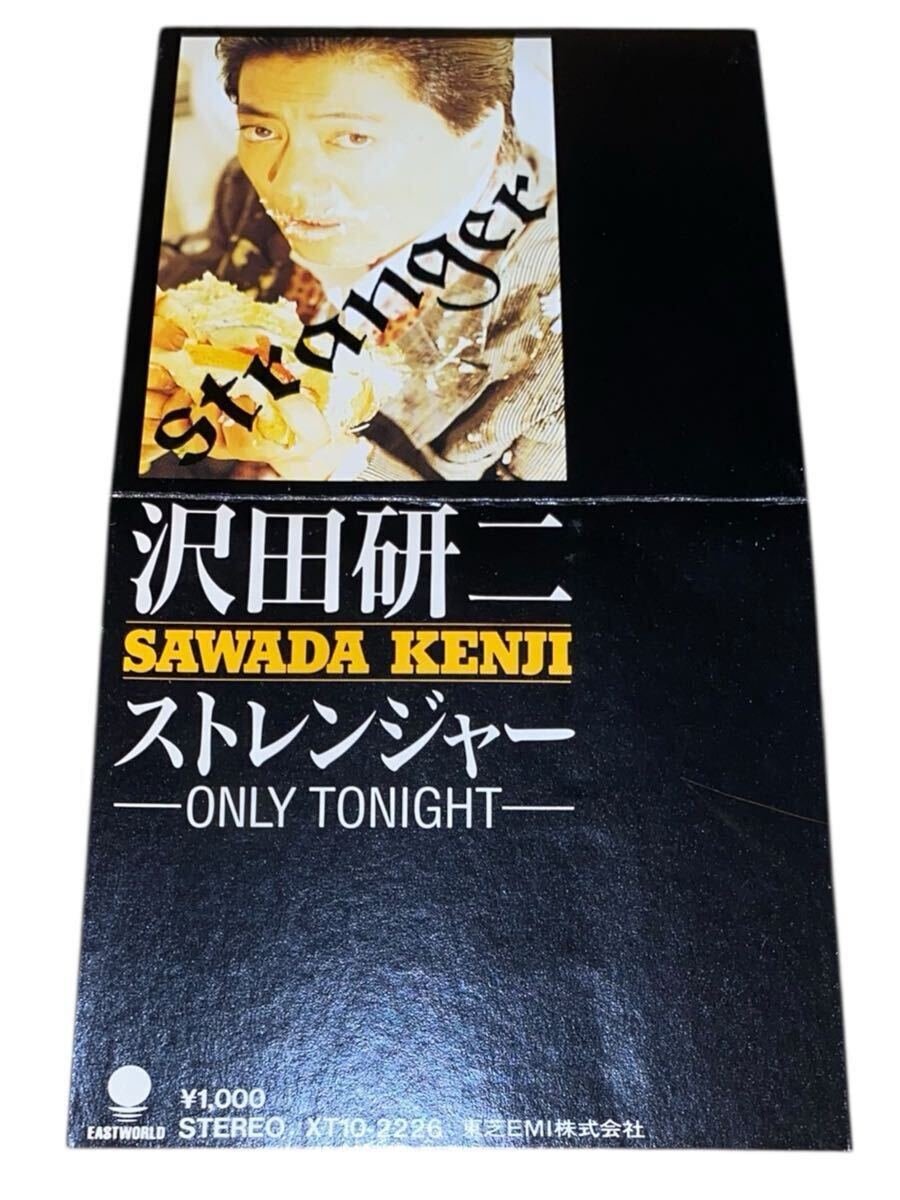 stranger
沢田研二
SAWADA KENJI
ストレンジャー
—ONLY TONIGHT—
¥1,000
EASTWORLD STEREO XT10-2226 東芝EMI株式会社